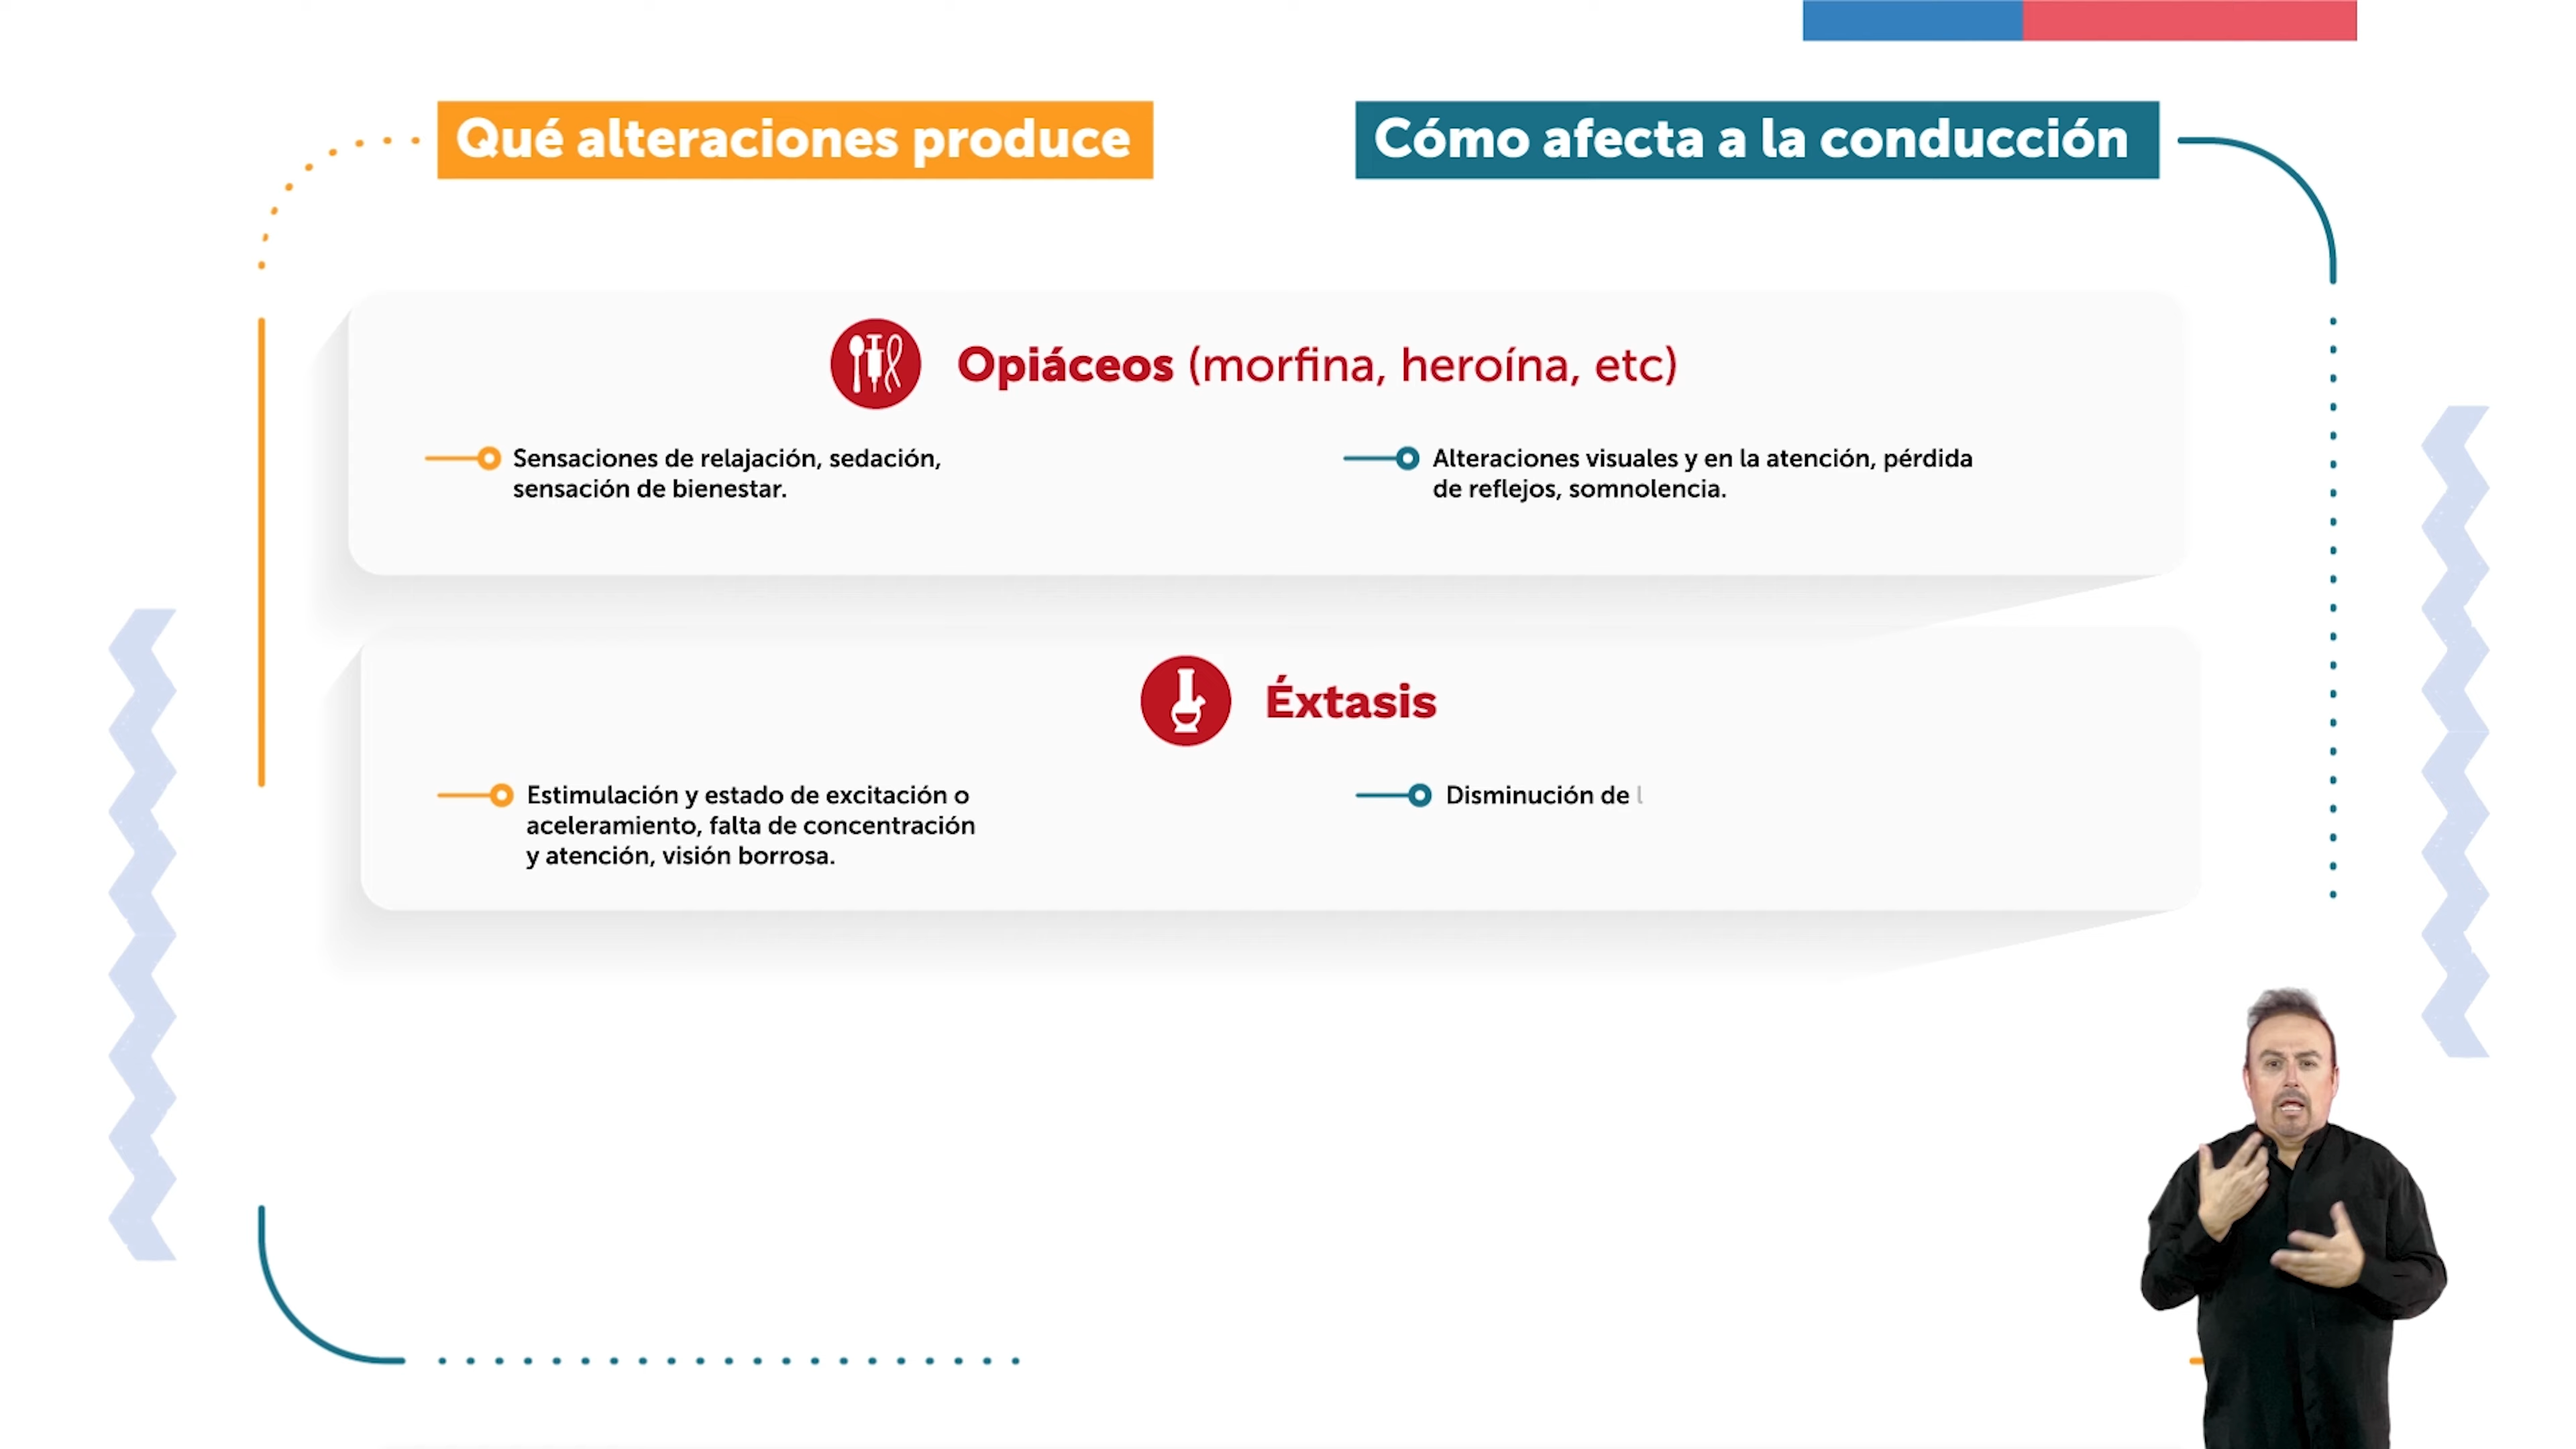 Qué alteraciones produce
Cómo afecta a la conducción
Opiáceos (morfina, heroína, etc)
Sensaciones de relajación, sedación,
sensación de bienestar.
Alteraciones visuales y en la atención, pérdida
de reflejos, somnolencia.
Éxtasis
Estimulación y estado de excitación o
aceleramiento, falta de concentración
y atención, visión borrosa.
Disminución de l